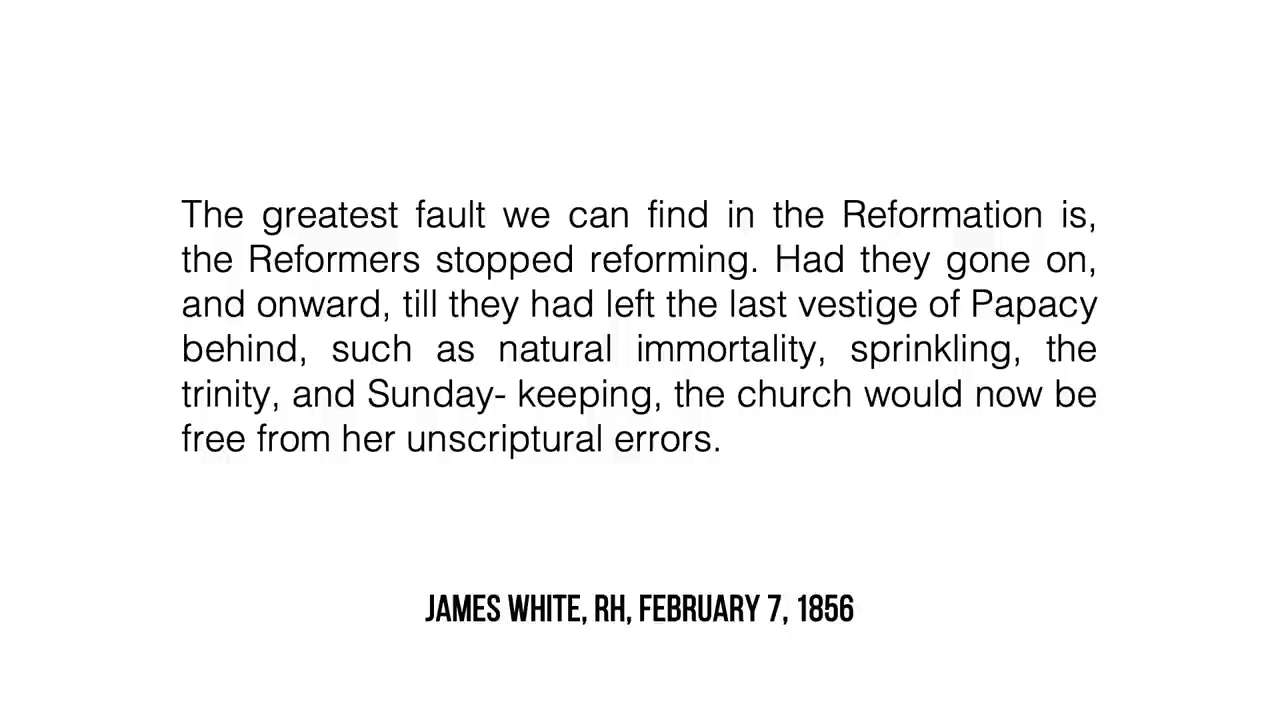 The greatest fault we can find in the Reformation is,
the Reformers stopped reforming. Had they gone on,
and onward, till they had left the last vestige of Papacy
behind, such as natural immortality, sprinkling, the
trinity, and Sunday- keeping, the church would now be
free from her unscriptural errors.
JAMES WHITE, RH, FEBRUARY 7, 1856